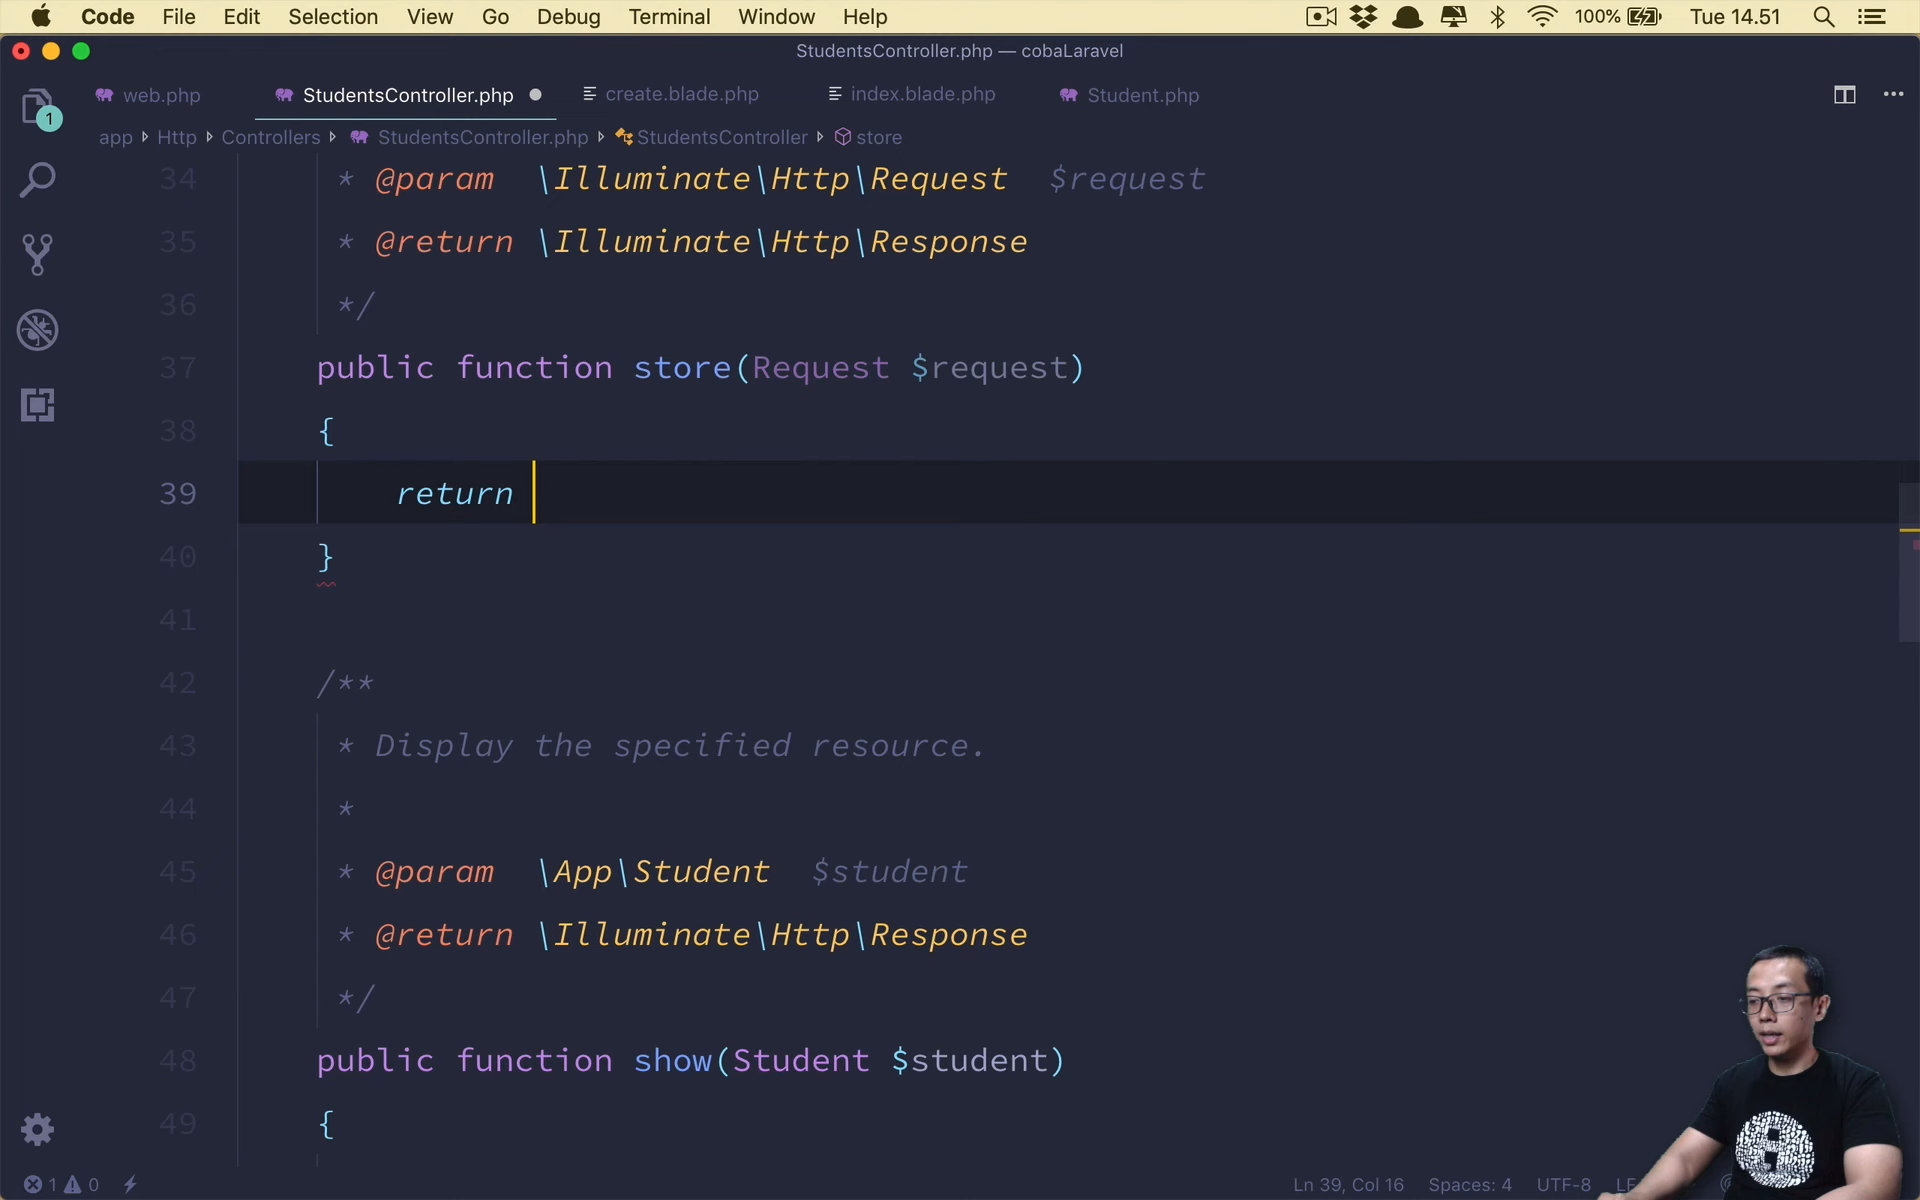 Code File Edit Selection View Go Debug Terminal Window Help 100% Tue 14.51
StudentsController.php — cobaLaravel
web.php StudentsController.php create.blade.php index.blade.php Student.php
1
app Http Controllers StudentsController.php StudentsController store
34 * @param \Illuminate\Http\Request $request
35 * @return \Illuminate\Http\Response
36 */
37 public function store(Request $request)
38 {
39 return
40 }
41
42 /**
43 * Display the specified resource.
44 *
45 * @param \App\Student $student
46 * @return \Illuminate\Http\Response
47 */
48 public function show(Student $student)
49 {
1 0 Ln 39, Col 16 Spaces: 4 UTF-8